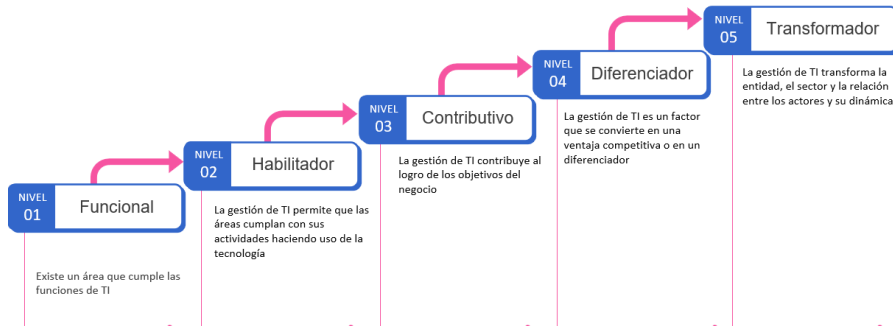 NIVEL
01
Funcional
Existe un área que cumple las
funciones de TI
NIVEL
02
Habilitador
La gestión de TI permite que las
áreas cumplan con sus
actividades haciendo uso de la
tecnología
NIVEL
03
Contributivo
La gestión de TI contribuye al
logro de los objetivos del
negocio
NIVEL
04
Diferenciador
La gestión de TI es un factor
que se convierte en una
ventaja competitiva o en un
diferenciador
NIVEL
05
Transformador
La gestión de TI transforma la
entidad, el sector y la relación
entre los actores y su dinámica